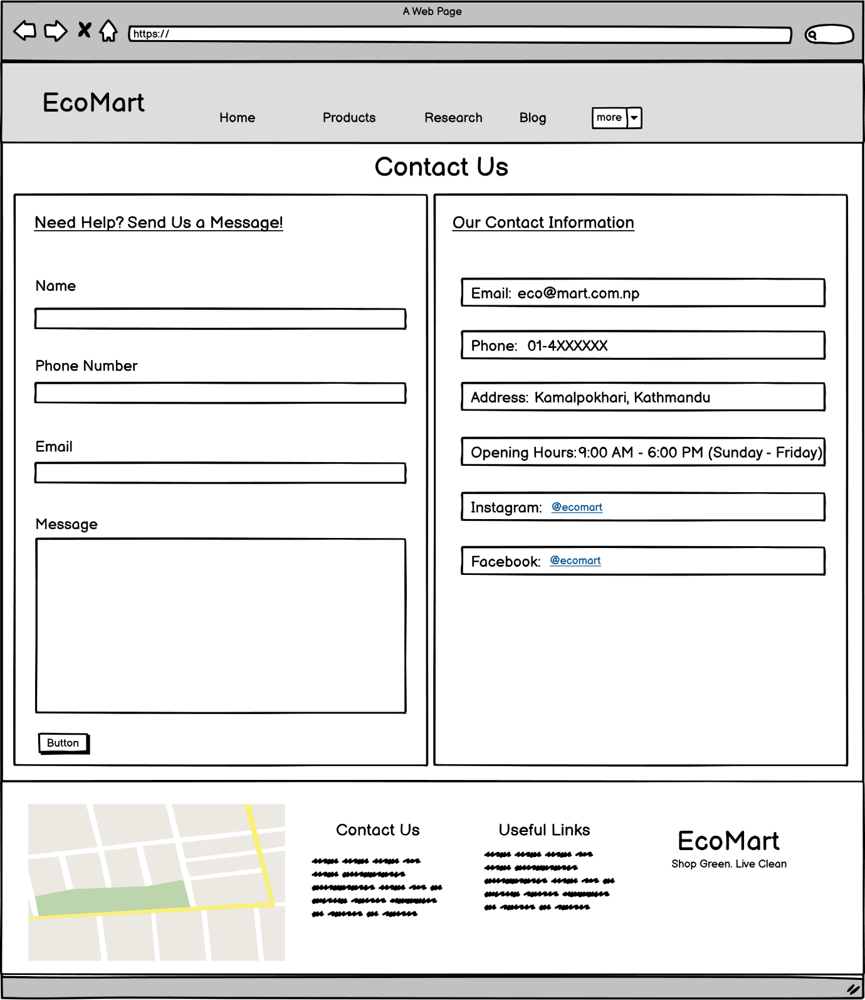 A Web Page
https://
EcoMart
Home Products Research Blog more
Contact Us
Need Help? Send Us a Message!
Name
Phone Number
Email
Message
Button
Our Contact Information
Email: eco@mart.com.np
Phone: 01-4XXXXXX
Address: Kamalpokhari, Kathmandu
Opening Hours: 9:00 AM - 6:00 PM (Sunday - Friday)
Instagram: @ecomart
Facebook: @ecomart
Contact Us
Useful Links
EcoMart
Shop Green. Live Clean